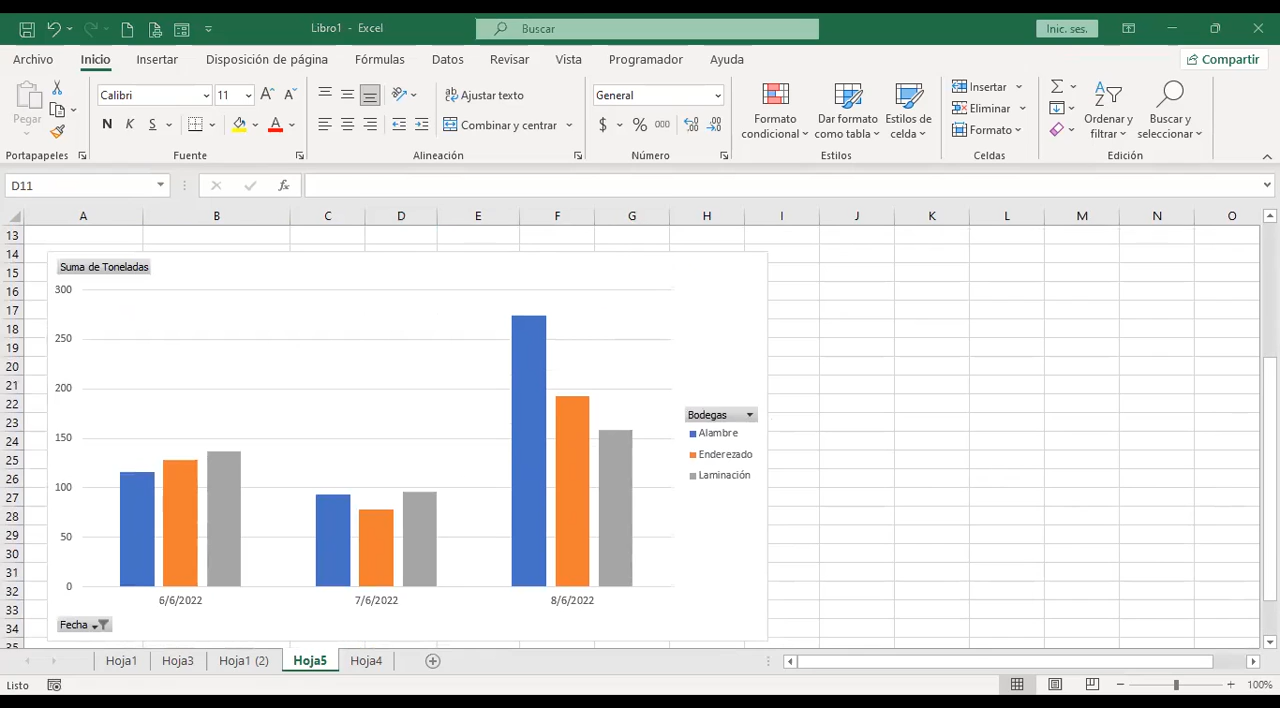 Libro1 - Excel
Buscar
Inic. ses.
Archivo Inicio Insertar Disposición de página Fórmulas Datos Revisar Vista Programador Ayuda
Compartir
Pegar
Calibri 11
N K S
Ajustar texto
Combinar y centrar
General
$ % 000
Formato condicional
Dar formato como tabla
Estilos de celda
Insertar
Eliminar
Formato
Ordenar y filtrar
Buscar y seleccionar
Portapapeles Fuente Alineación Número Estilos Celdas Edición
D11
fx
A B C D E F G H I J K L M N O
13
14
15
16
17
18
19
20
21
22
23
24
25
26
27
28
29
30
31
32
33
34
35
Suma de Toneladas
300
250
200
150
100
50
0
6/6/2022 7/6/2022 8/6/2022
Bodegas
Alambre
Enderezado
Laminación
Fecha
Hoja1 Hoja3 Hoja1 (2) Hoja5 Hoja4
Listo
100%